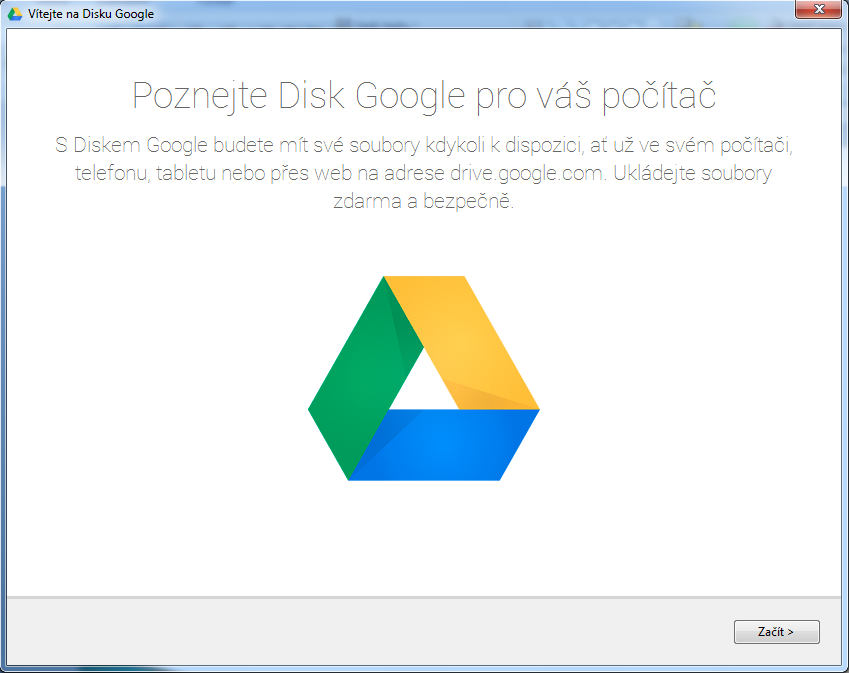 Vítejte na Disku Google
Poznejte Disk Google pro váš počítač
S Diskem Google budete mít své soubory kdykoli k dispozici, ať už ve svém počítači,
telefonu, tabletu nebo přes web na adrese drive.google.com. Ukládejte soubory
zdarma a bezpečně.
Začít >